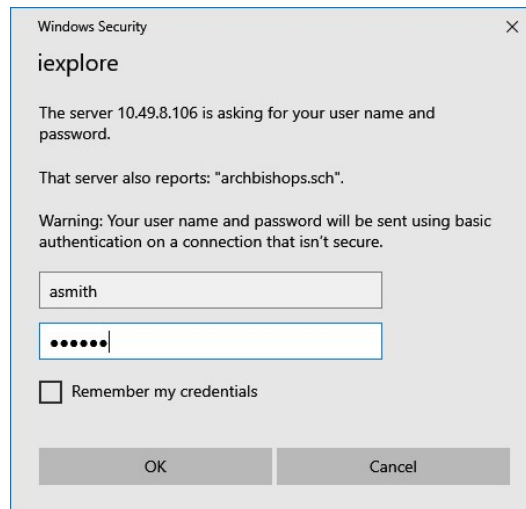 Windows Security
iexplore
The server 10.49.8.106 is asking for your user name and
password.
That server also reports: "archbishops.sch".
Warning: Your user name and password will be sent using basic
authentication on a connection that isn't secure.
asmith
●●●●●●
Remember my credentials
OK Cancel